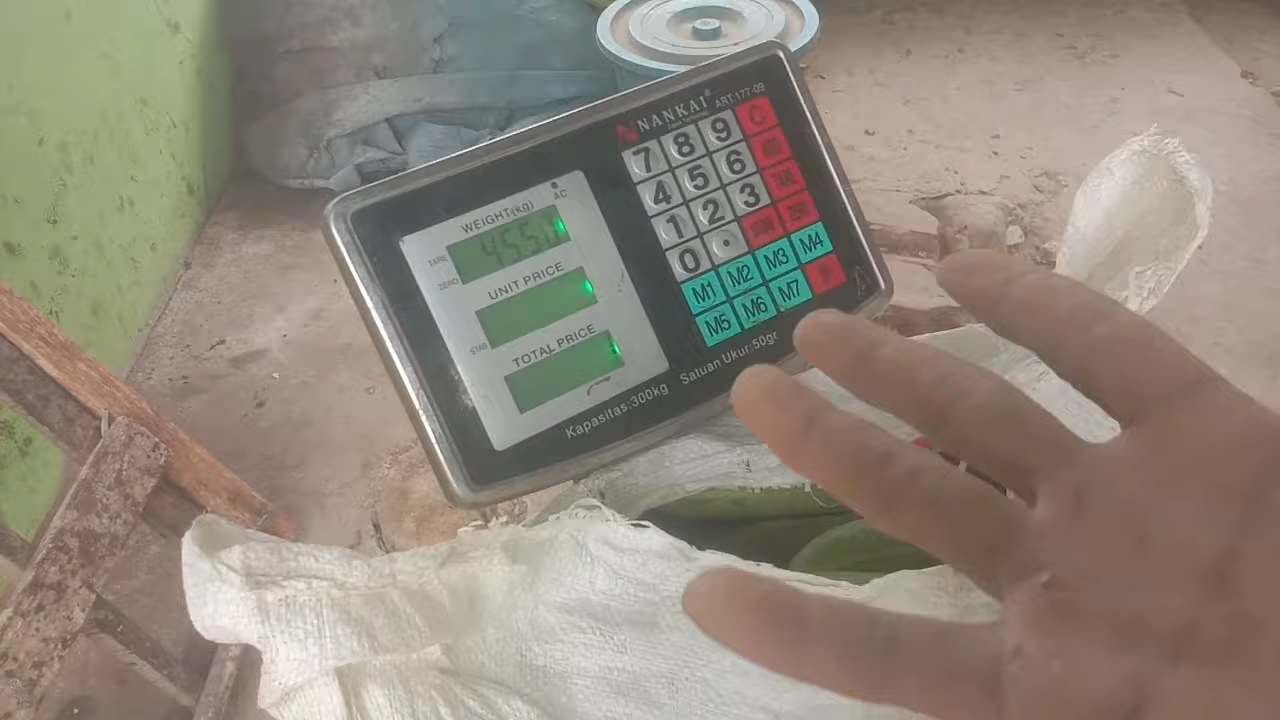 NANKAI®
ART:177-09
AC
WEIGHT(kg)
TARE
ZERO
45.50
UNIT PRICE
STAB
TOTAL PRICE
7 8 9 C
4 5 6
1 2 3
0 .
M1 M2 M3 M4
M5 M6 M7
Kapasitas:300kg Satuan Ukur:50gr